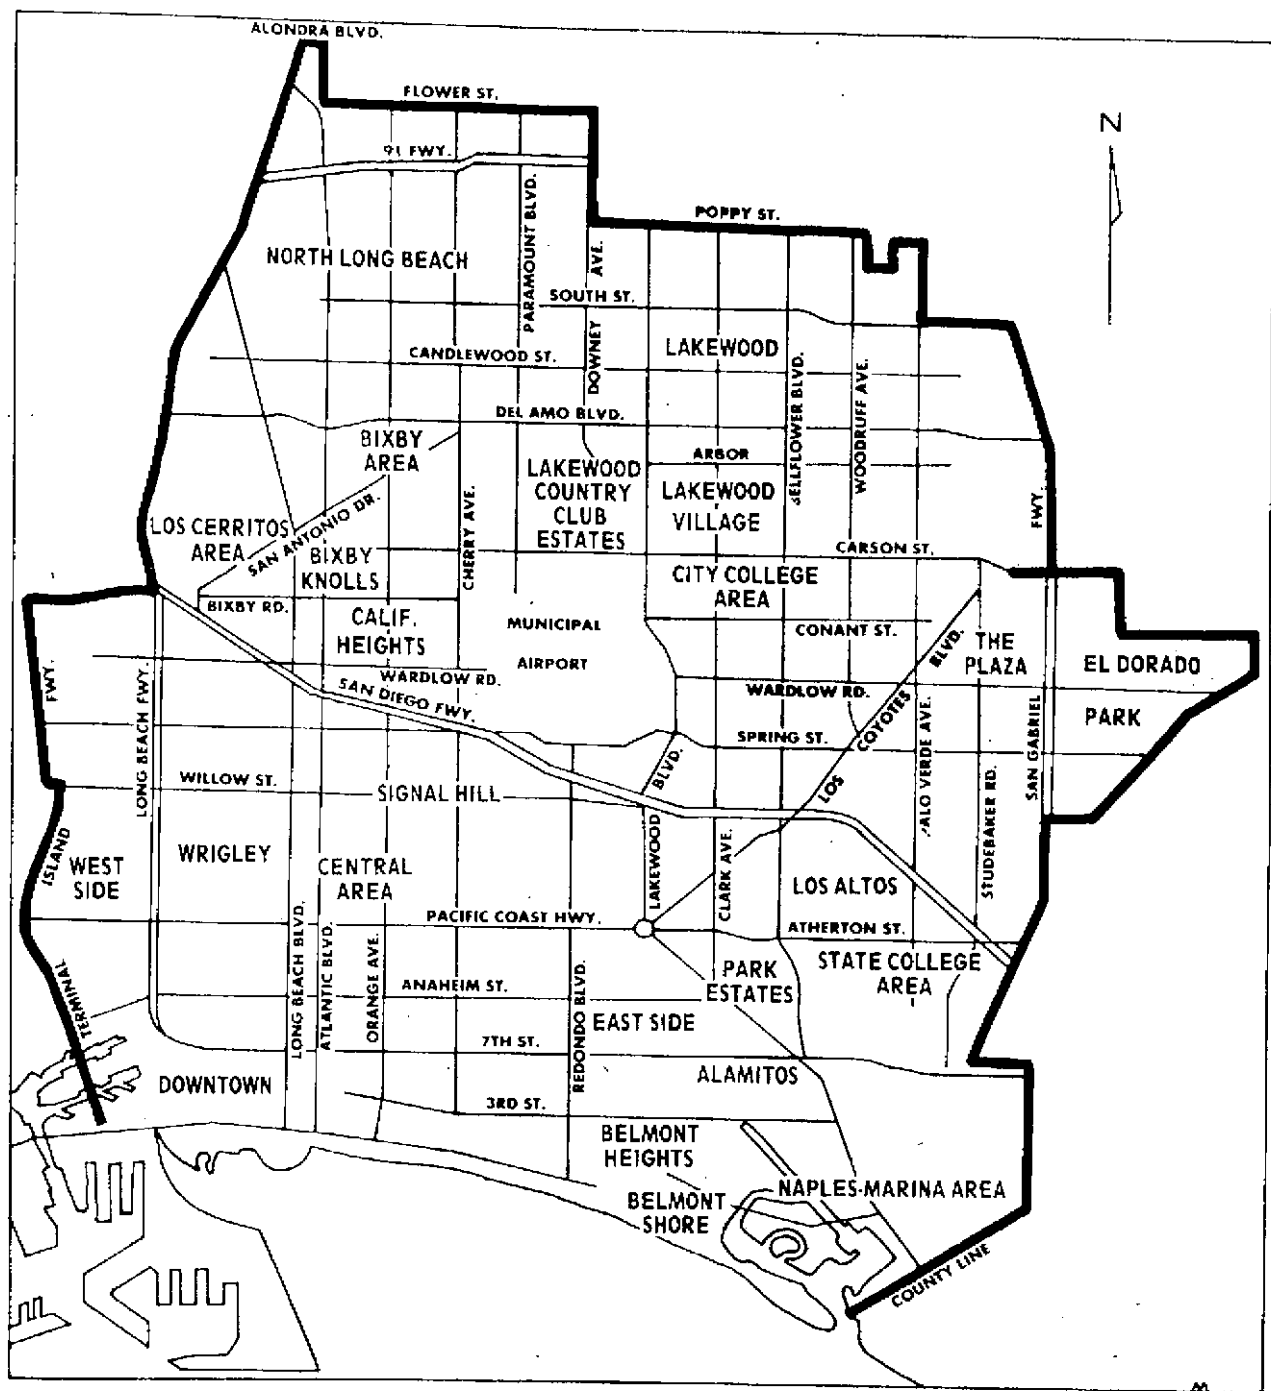 ALONDRA BLVD.
FLOWER ST.
N
91 FWY.
PARAMOUNT BLVD.
POPPY ST.
NORTH LONG BEACH
DOWNEY AVE.
SOUTH ST.
LAKEWOOD
CANDLEWOOD ST.
BELLFLOWER BLVD.
WOODRUFF AVE.
DEL AMO BLVD.
BIXBY
AREA
ARBOR
LAKEWOOD
COUNTRY
CLUB
ESTATES
LAKEWOOD
VILLAGE
LOS CERRITOS
AREA
SAN ANTONIO DR.
CHERRY AVE.
BIXBY
KNOLLS
CARSON ST.
CITY COLLEGE
AREA
BIXBY RD.
CALIF.
HEIGHTS
MUNICIPAL
AIRPORT
CONANT ST.
THE
PLAZA
EL DORADO
PARK
WARDLOW RD.
WARDLOW RD.
SAN DIEGO FWY.
LONG BEACH FWY.
SPRING ST.
LOS COYOTES BLVD.
PALO VERDE AVE.
SAN GABRIEL FWY.
STUDEBAKER RD.
WILLOW ST.
SIGNAL HILL
LAKEWOOD BLVD.
CLARK AVE.
TERMINAL ISLAND FWY.
WEST
SIDE
WRIGLEY
CENTRAL
AREA
LOS ALTOS
PACIFIC COAST HWY.
ATHERTON ST.
LONG BEACH BLVD.
ATLANTIC BLVD.
ORANGE AVE.
REDONDO BLVD.
PARK
ESTATES
STATE COLLEGE
AREA
ANAHEIM ST.
EAST SIDE
7TH ST.
DOWNTOWN
ALAMITOS
3RD ST.
BELMONT
HEIGHTS
NAPLES-MARINA AREA
BELMONT
SHORE
COUNTY LINE